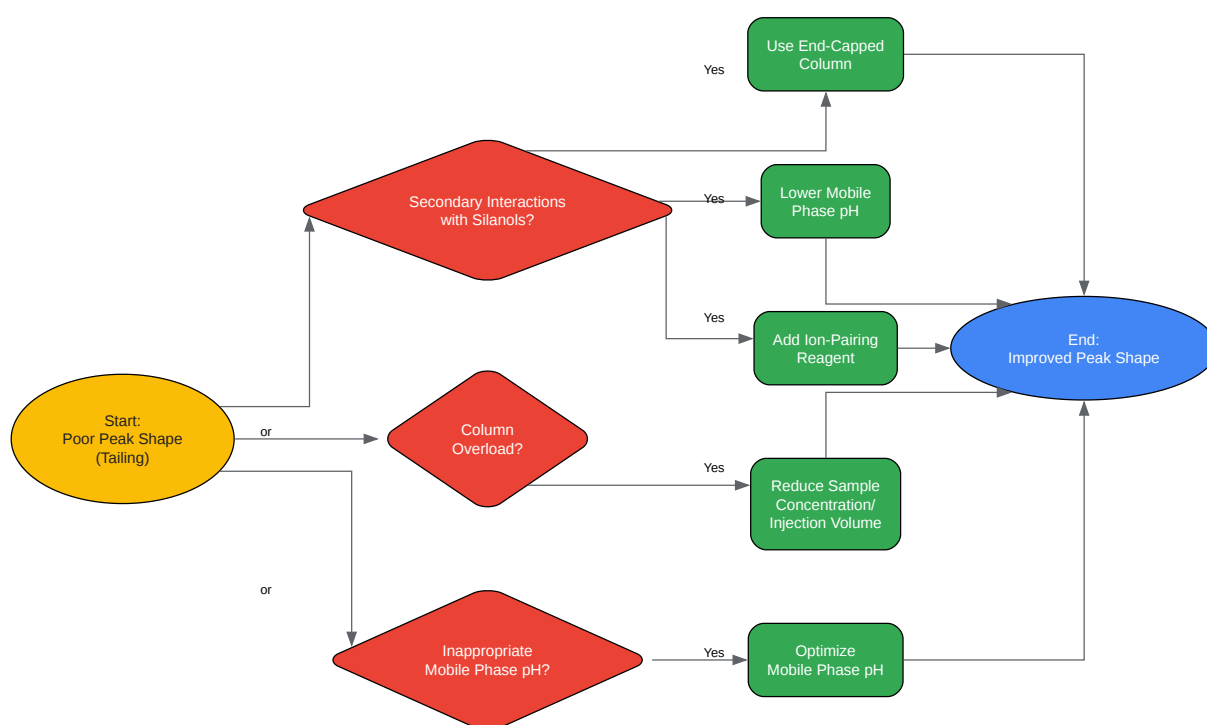 Use End-Capped
Column
Yes
Secondary Interactions
with Silanols?
Yes
Lower Mobile
Phase pH
Yes
Add Ion-Pairing
Reagent
End:
Improved Peak Shape
Start:
Poor Peak Shape
(Tailing)
or
Column
Overload?
Yes
Reduce Sample
Concentration/
Injection Volume
or
Inappropriate
Mobile Phase pH?
Yes
Optimize
Mobile Phase pH